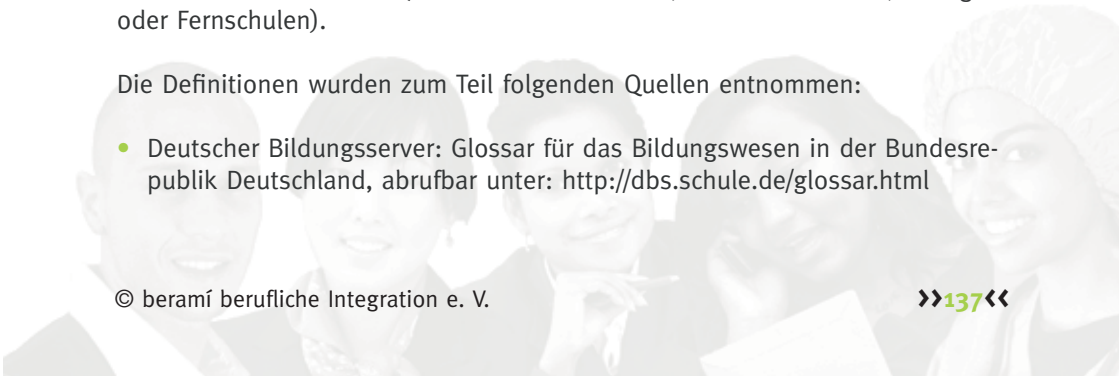 oder Fernschulen).
Die Definitionen wurden zum Teil folgenden Quellen entnommen:
• Deutscher Bildungsserver: Glossar für das Bildungswesen in der Bundesre-
publik Deutschland, abrufbar unter: http://dbs.schule.de/glossar.html
© beramí berufliche Integration e. V.
>>137<<